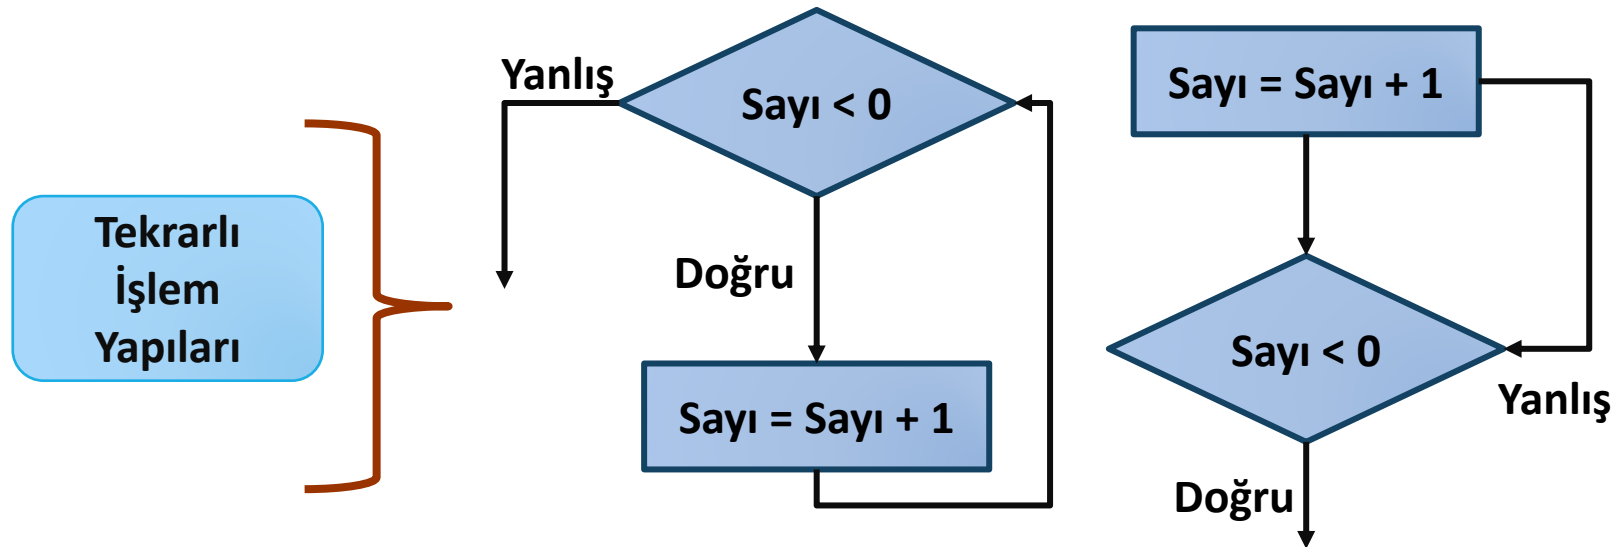 Tekrarlı
İşlem
Yapıları
Yanlış
Sayı < 0
Doğru
Sayı = Sayı + 1
Sayı = Sayı + 1
Sayı < 0
Yanlış
Doğru